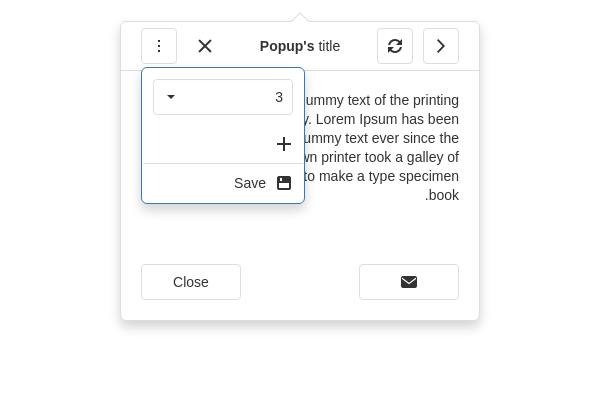 Popup's title
3
ummy text of the printing
Lorem Ipsum has been
ummy text ever since the
printer took a galley of
to make a type specimen
.book
Save
Close